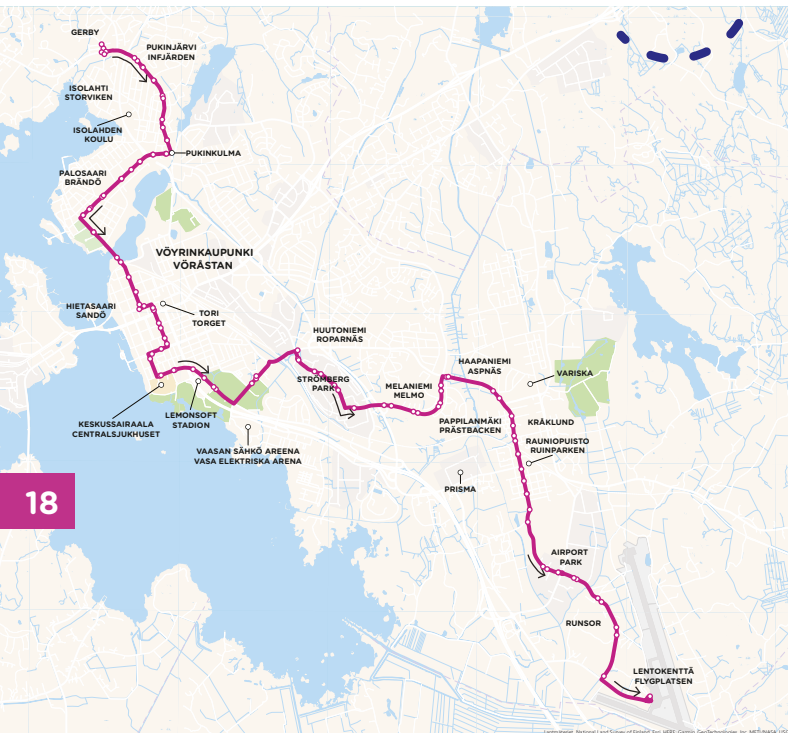 GERBY
PUKINJÄRVI
INFJÄRDEN
ISOLAHTI
STORVIKEN
ISOLAHDEN
KOULU
PUKINKULMA
PALOSAARI
BRÄNDÖ
VÖYRINKAUPUNKI
VÖRÅSTAN
HIETASAARI
SANDÖ
TORI
TORGET
HUUTONIEMI
ROPARNÄS
STRÖMBERG
PARK
HAAPANIEMI
ASPNÄS
VARISKA
MELANIEMI
MELMO
KESKUSSAIRAALA
CENTRALSJUKHUSET
LEMONSOFT
STADION
PAPPILANMÄKI
PRÄSTBACKEN
KRÅKLUND
RAUNIOPUISTO
RUINPARKEN
VAASAN SÄHKÖ AREENA
VASA ELEKTRISKA ARENA
PRISMA
18
AIRPORT
PARK
RUNSOR
LENTOKENTTÄ
FLYGPLATSEN